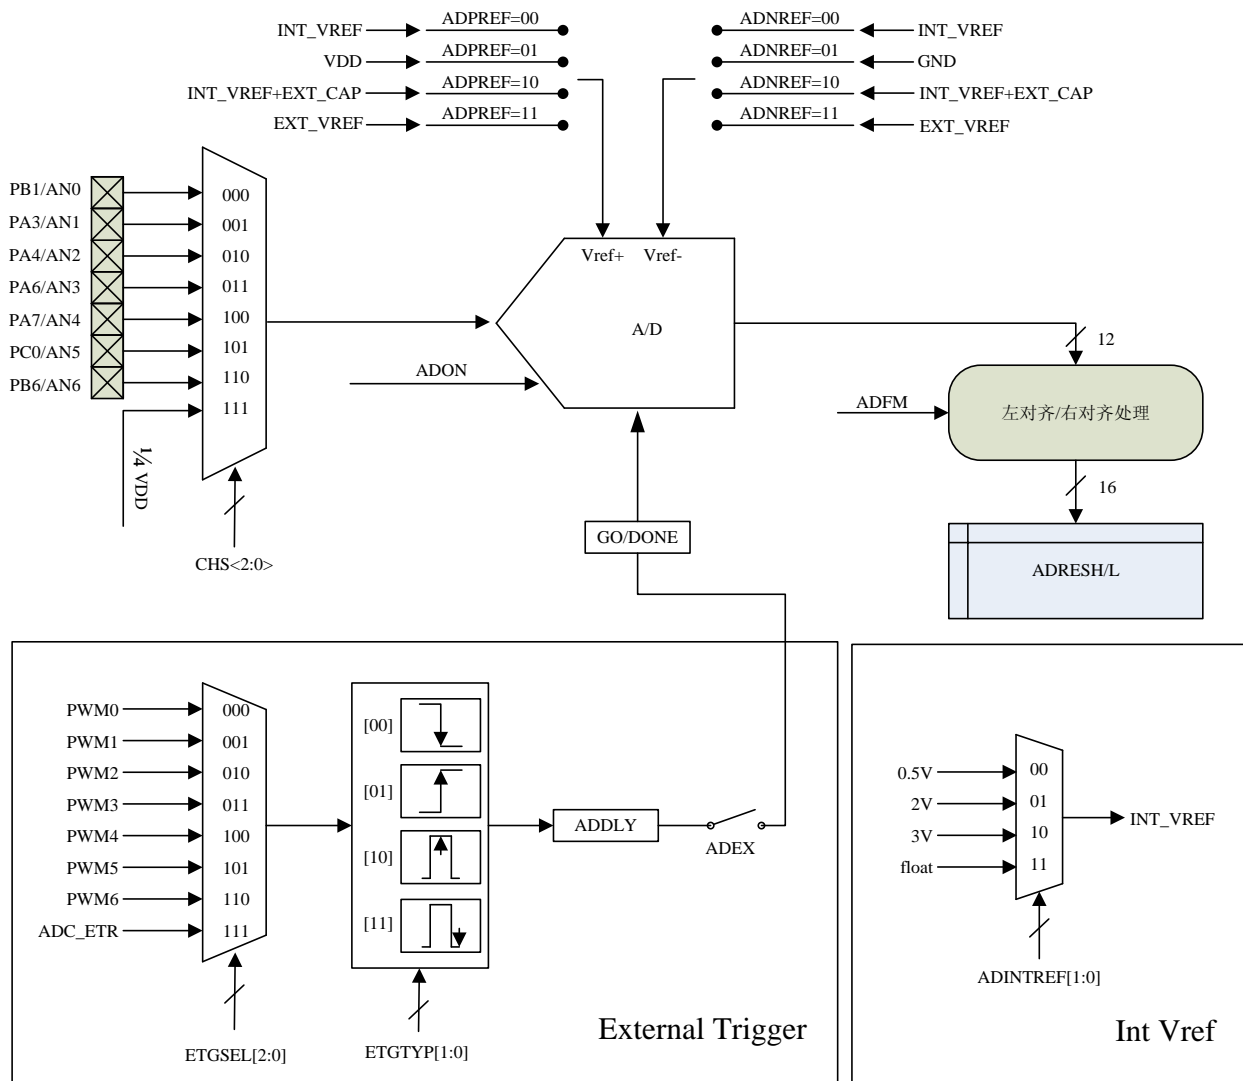 INT_VREF ADPREF=00 ADNREF=00 INT_VREF
VDD ADPREF=01 ADNREF=01 GND
INT_VREF+EXT_CAP ADPREF=10 ADNREF=10 INT_VREF+EXT_CAP
EXT_VREF ADPREF=11 ADNREF=11 EXT_VREF
PB1/AN0 000
PA3/AN1 001
PA4/AN2 010
PA6/AN3 011
PA7/AN4 100
PC0/AN5 101
PB6/AN6 110
111
¼ VDD
CHS<2:0>
Vref+ Vref-
A/D
ADON
GO/DONE
12
ADFM
左对齐/右对齐处理
16
ADRESH/L
PWM0 000
PWM1 001
PWM2 010
PWM3 011
PWM4 100
PWM5 101
PWM6 110
ADC_ETR 111
ETGSEL[2:0]
[00]
[01]
[10]
[11]
ETGTYP[1:0]
ADDLY
ADEX
External Trigger
0.5V 00
2V 01
3V 10
float 11
INT_VREF
ADINTREF[1:0]
Int Vref